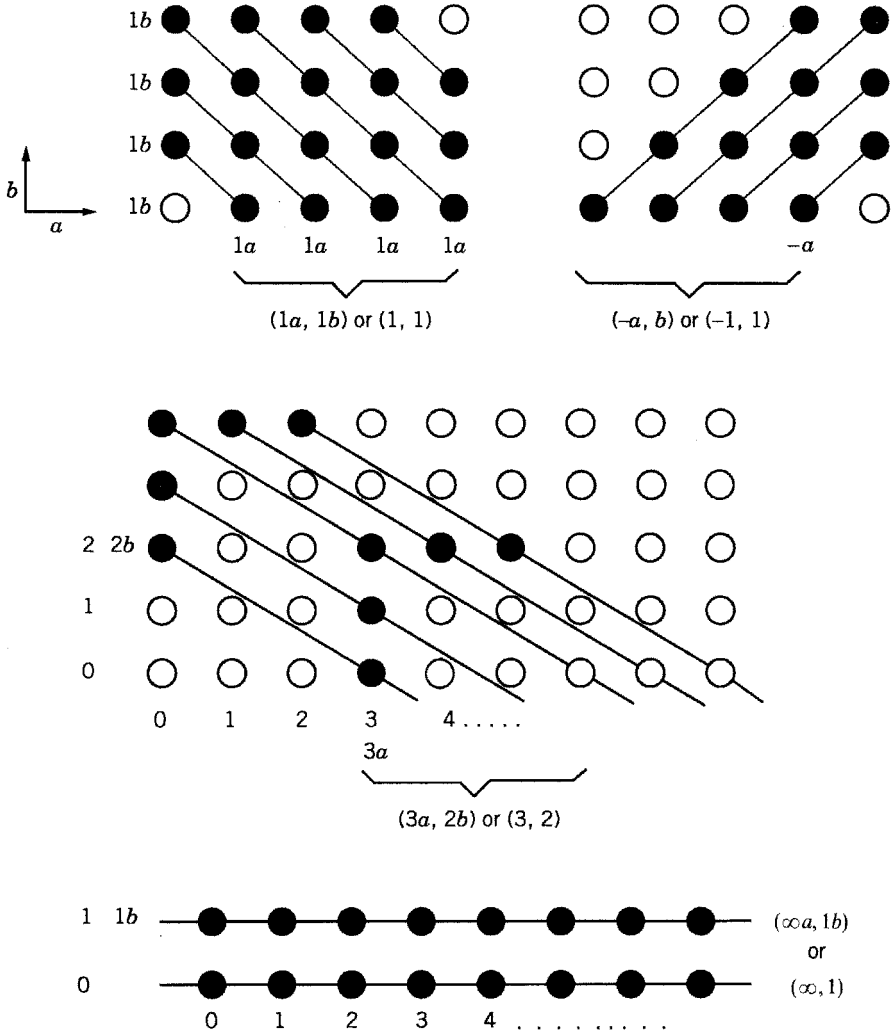 1b
1b
1b
1b
b
a
1a 1a 1a 1a
-a
(1a, 1b) or (1, 1)
(-a, b) or (-1, 1)
2 2b
1
0
0 1 2 3 4 . . . . .
3a
(3a, 2b) or (3, 2)
1 1b
(∞a, 1b)
or
0
(∞, 1)
0 1 2 3 4 . . . . . . . . .